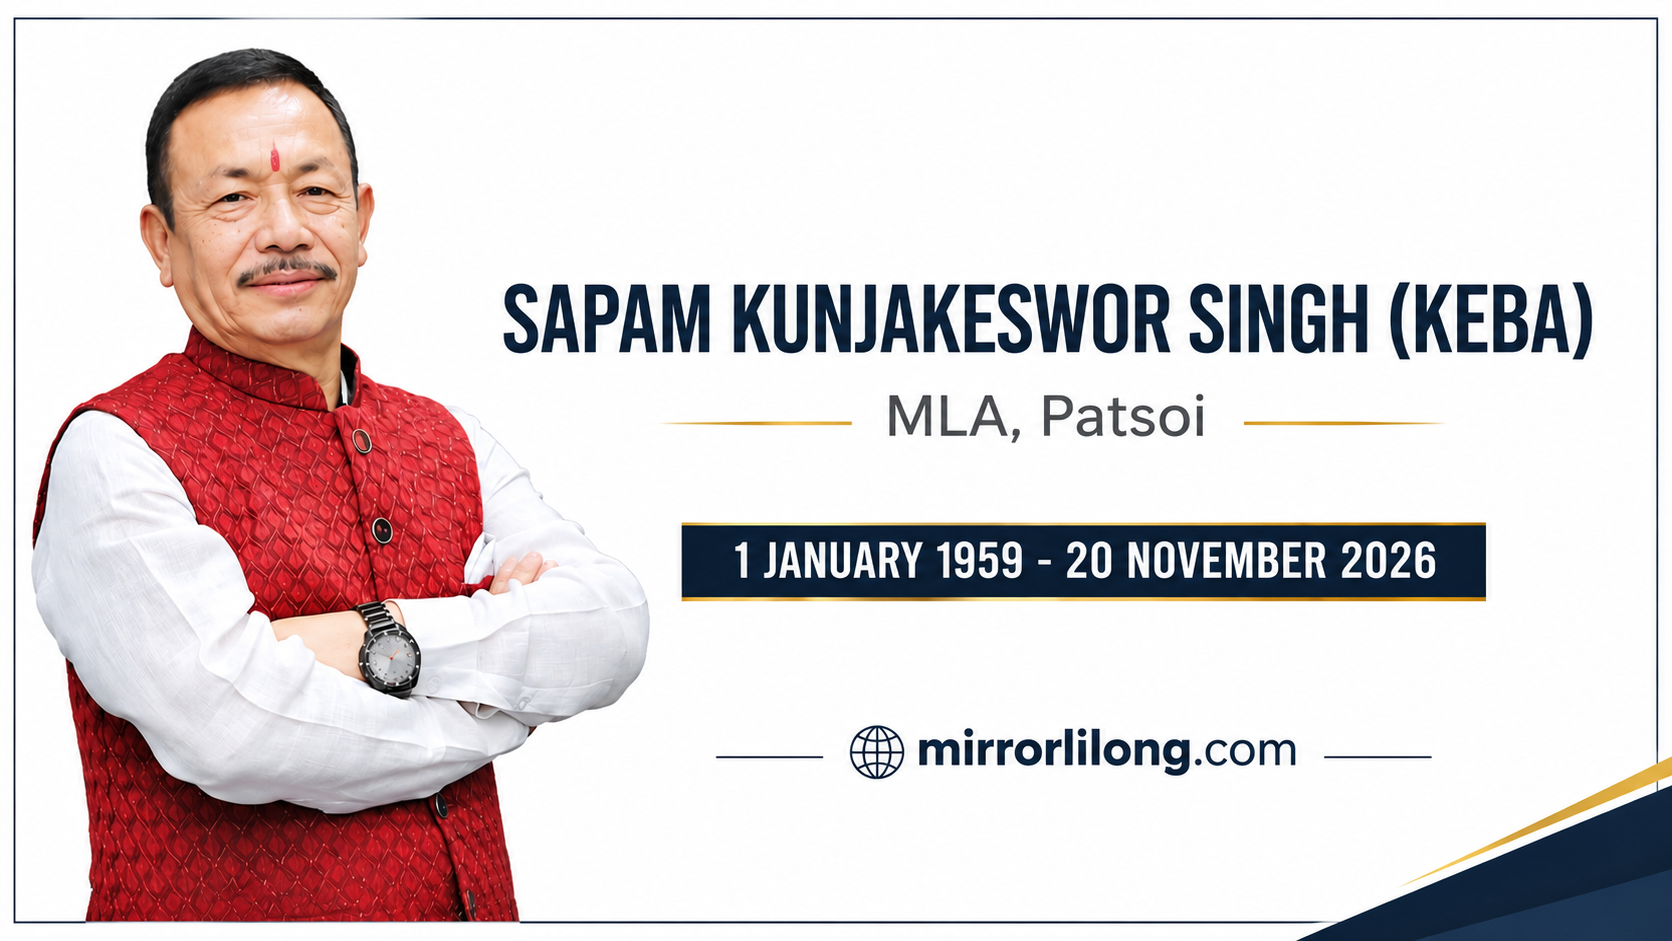 SAPAM KUNJAKESWOR SINGH (KEBA)
MLA, Patsoi
1 JANUARY 1959 - 20 NOVEMBER 2026
mirrorlilong.com